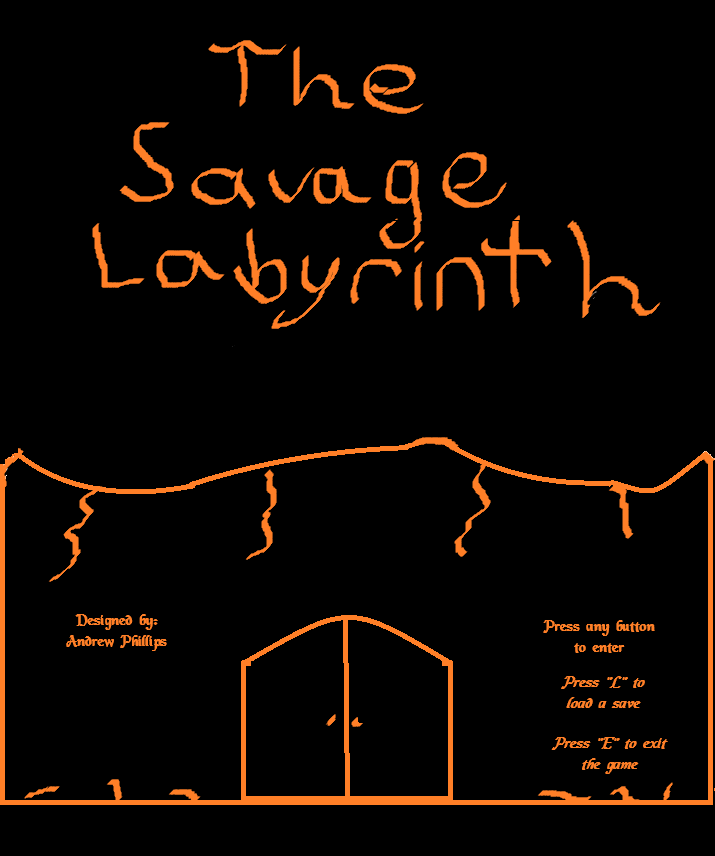 The
Savage
Labyrinth
Designed by:
Andrew Phillips
Press any button
to enter
Press "L" to
load a save
Press "E" to exit
the game